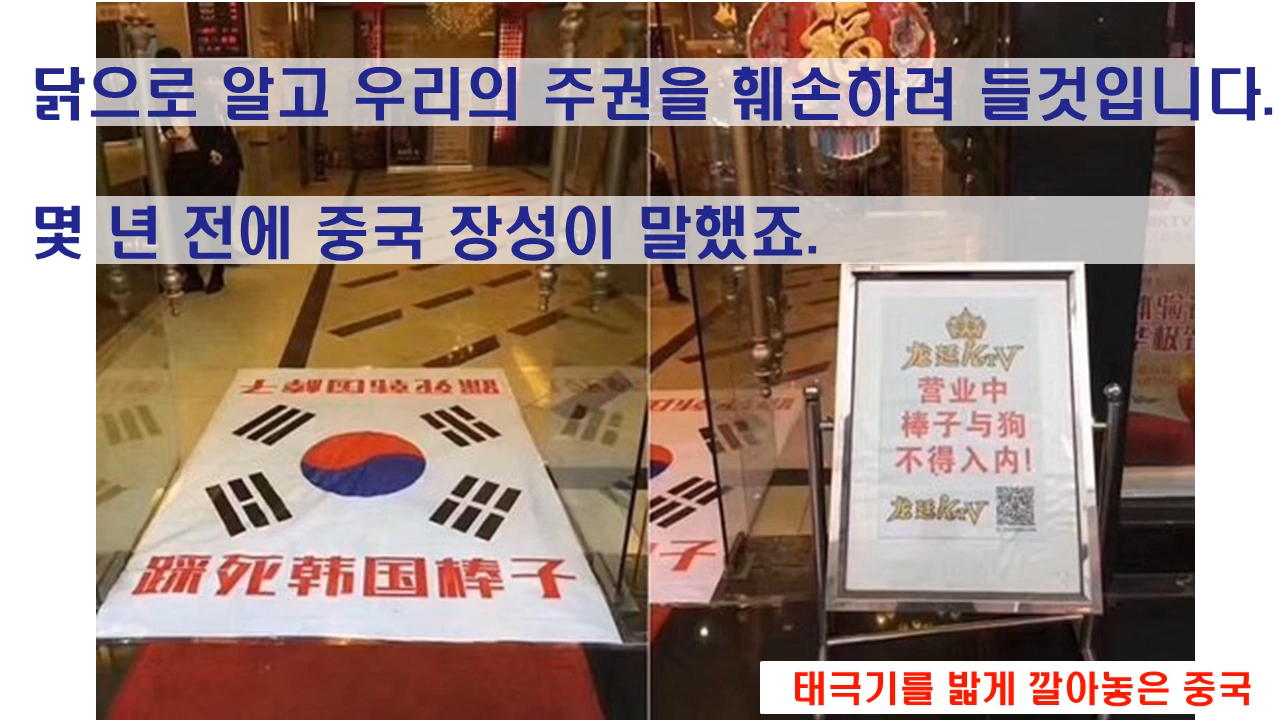 닭으로 알고 우리의 주권을 훼손하려 들것입니다.
몇 년 전에 중국 장성이 말했죠.
踩死韩国棒子
踩死韩国棒子
龙廷KTV
营业中
棒子与狗
不得入内!
龙廷KTV
태극기를 밟게 깔아놓은 중국